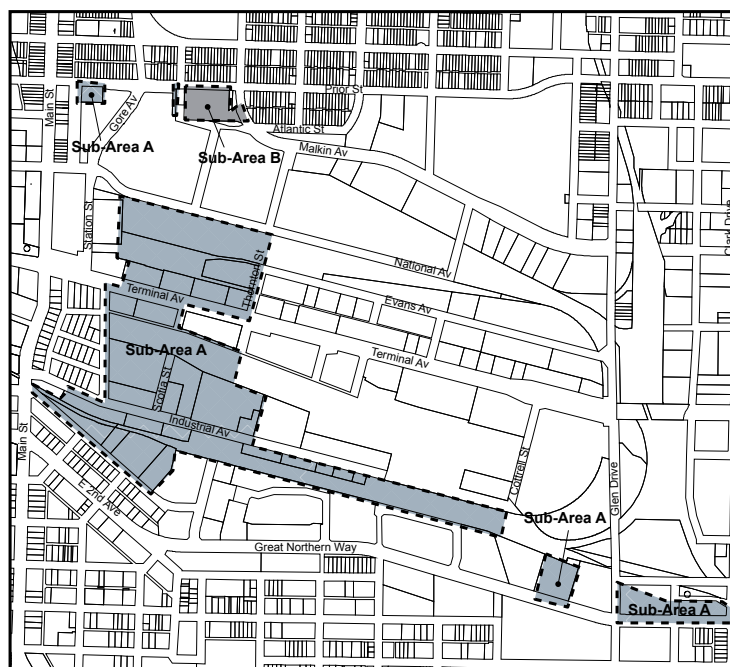 Prior St
Main St
Gore Av
Atlantic St
Sub-Area A
Sub-Area B
Malkin Av
Station St
Clark Drive
Thornton St
National Av
Terminal Av
Evans Av
Sub-Area A
Terminal Av
Scotia St
Industrial Av
Main St
Cottrell St
Glen Drive
E 2nd Ave
Sub-Area A
Great Northern Way
Sub-Area A